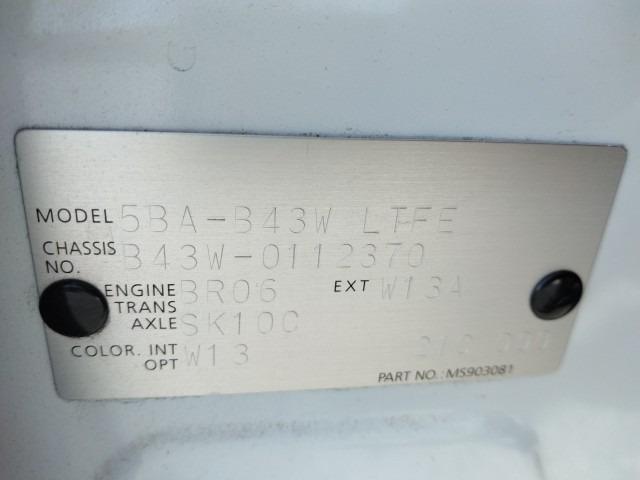 MODEL 5BA-B43W LTFE
CHASSIS NO. B43W-0112370
ENGINE BR06 EXT W13A
TRANS AXLE SK10C
COLOR. INT OPT W13
PART NO.: MS903081